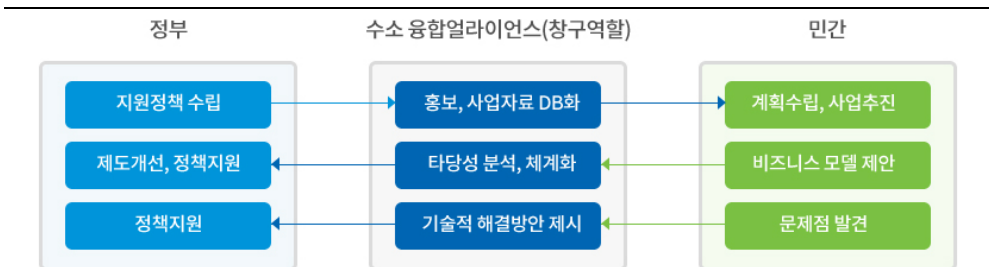 정부
수소 융합얼라이언스(창구역할)
민간
지원정책 수립
홍보, 사업자료 DB화
계획수립, 사업추진
제도개선, 정책지원
타당성 분석, 체계화
비즈니스 모델 제안
정책지원
기술적 해결방안 제시
문제점 발견